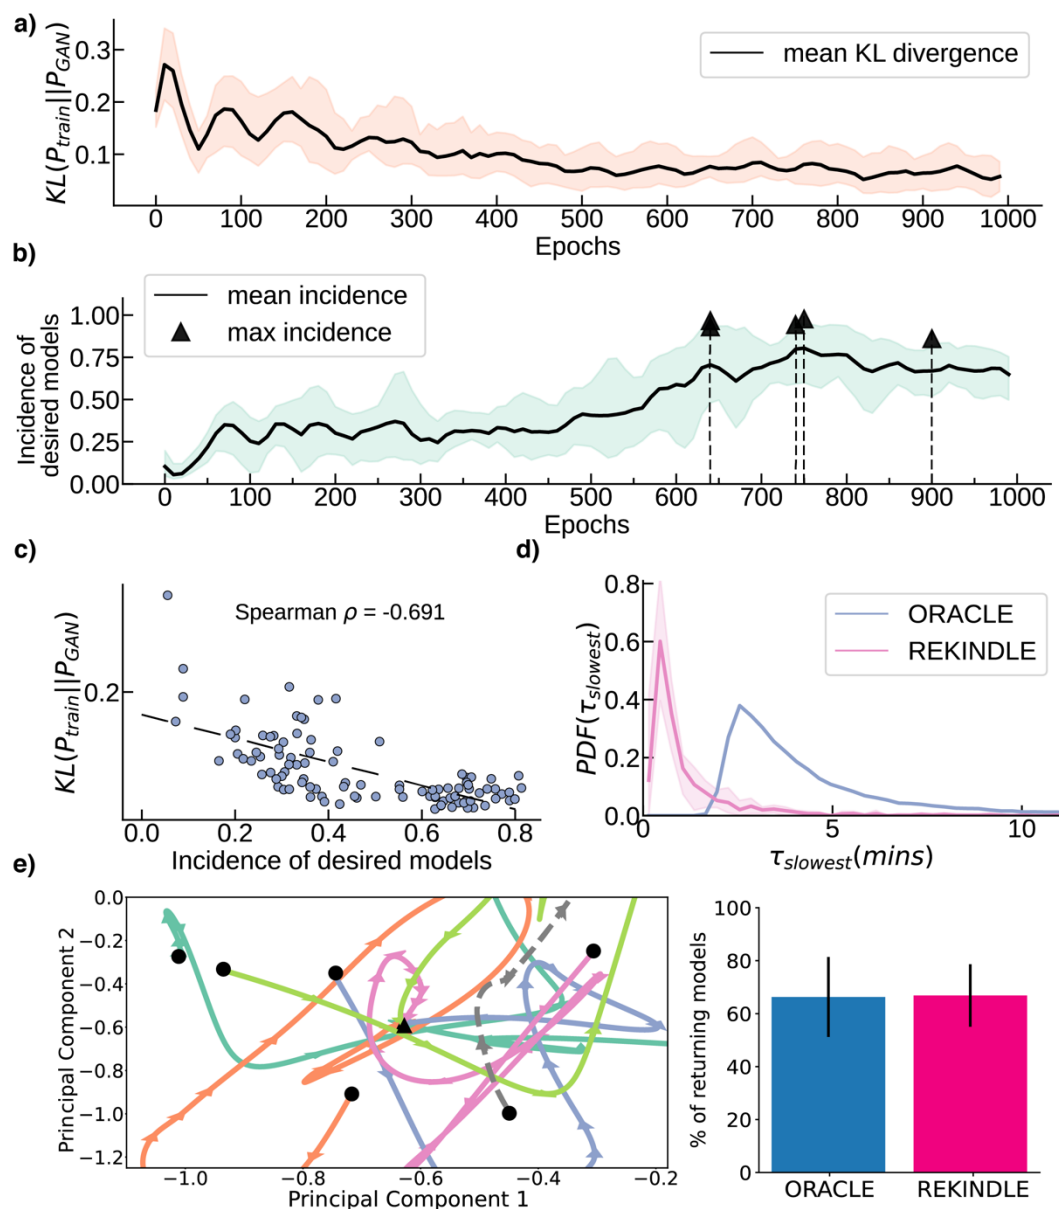 a)
KL(P_train||P_GAN)
0.3
0.2
0.1
mean KL divergence
0 100 200 300 400 500 600 700 800 900 1000
Epochs
b)
Incidence of
desired models
1.00
0.75
0.50
0.25
0.00
mean incidence
max incidence
0 100 200 300 400 500 600 700 800 900 1000
Epochs
c)
KL(P_train||P_GAN)
0.2
Spearman ρ = -0.691
0.0 0.2 0.4 0.6 0.8
Incidence of desired models
d)
PDF(τ_slowest)
0.8
0.6
0.4
0.2
0.0
ORACLE
REKINDLE
5 10
τ_slowest(mins)
e)
Principal Component 2
0.0
−0.2
−0.4
−0.6
−0.8
−1.0
−1.2
−1.0 −0.8 −0.6 −0.4 −0.2
Principal Component 1
% of returning models
100
80
60
40
20
0
ORACLE REKINDLE